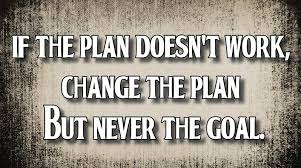 IF THE PLAN DOESN'T WORK,
CHANGE THE PLAN
BUT NEVER THE GOAL.